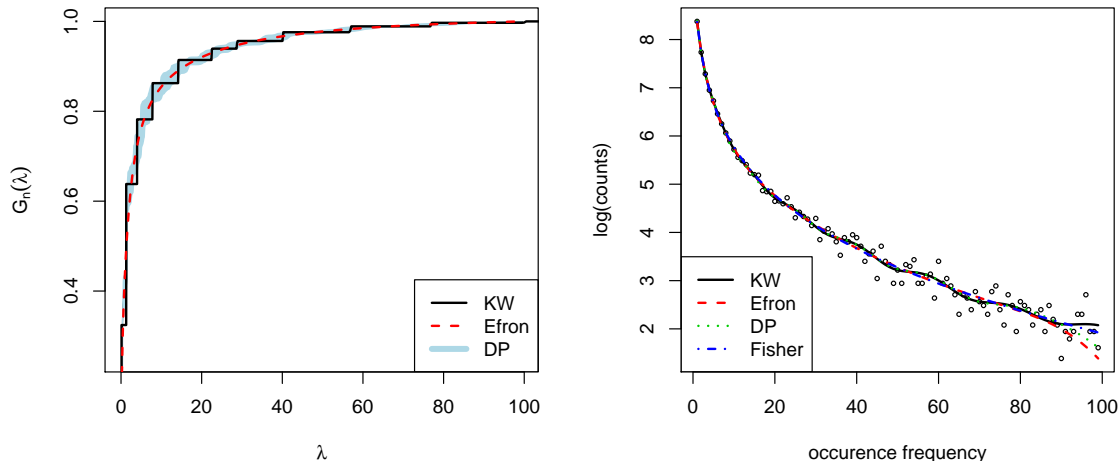 1.0
0.8
0.6
0.4
Gn(λ)
0
20
40
60
80
100
λ
KW
Efron
DP
8
7
6
5
4
3
2
log(counts)
0
20
40
60
80
100
occurence frequency
KW
Efron
DP
Fisher